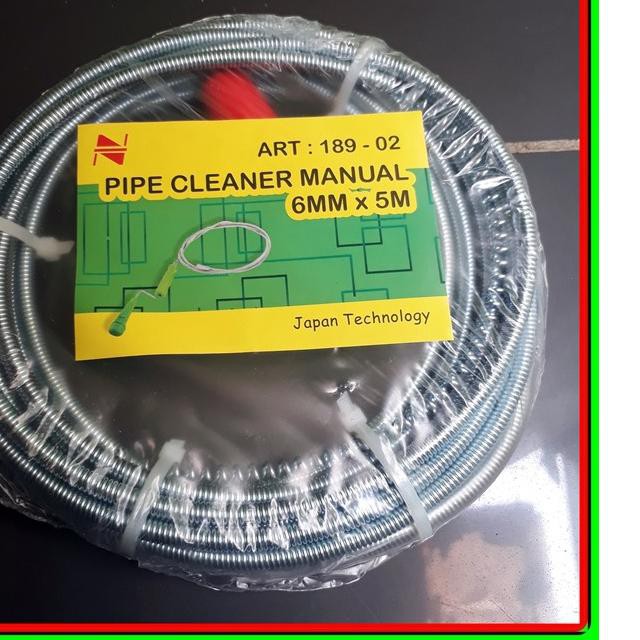 ART : 189 - 02
PIPE CLEANER MANUAL
6MM x 5M
Japan Technology